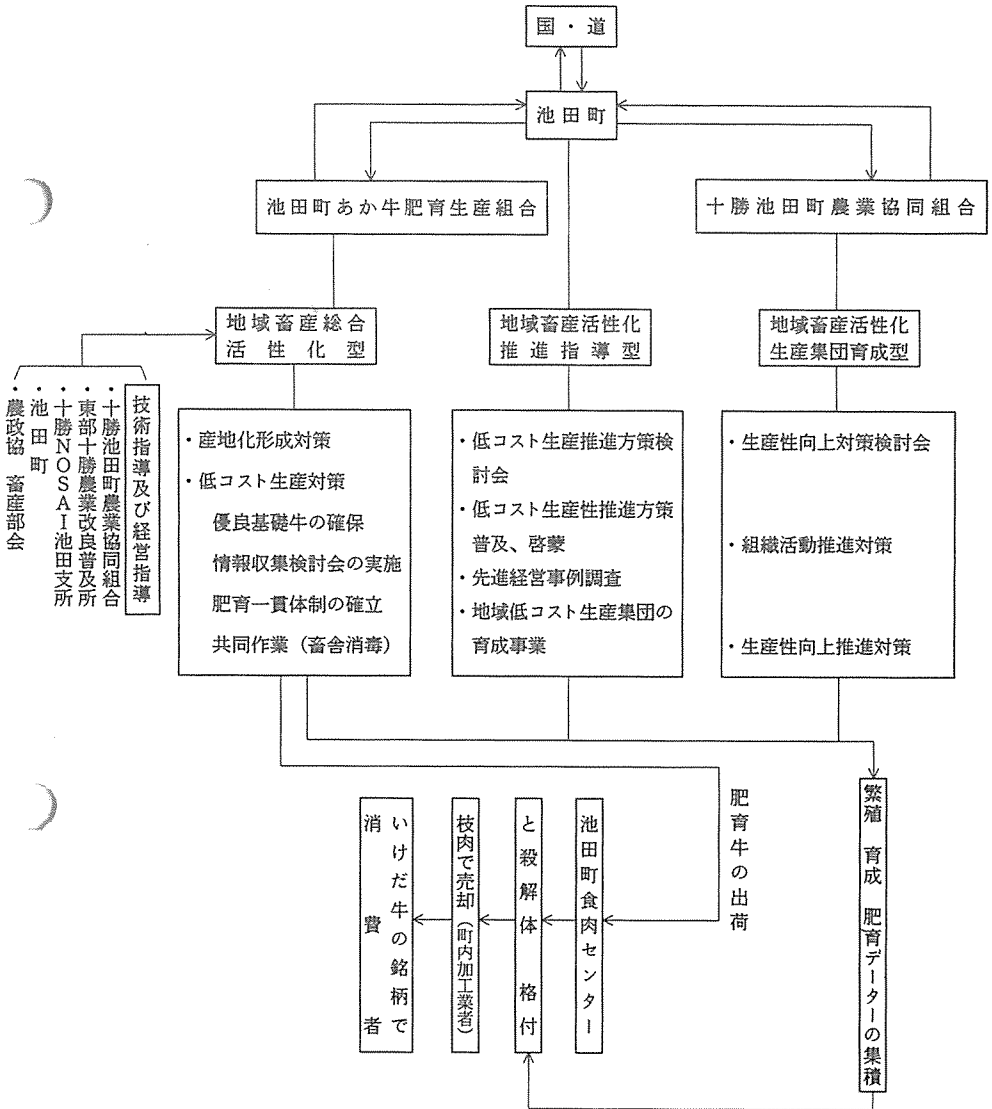 国・道
池田町
池田町あか牛肥育生産組合
十勝池田町農業協同組合
地域畜産総合
活性化型
地域畜産活性化
推進指導型
地域畜産活性化
生産集団育成型
技術指導及び経営指導
・十勝池田町農業協同組合
・東部十勝農業改良普及所
・十勝NOSAI池田支所
・池田町
・農政協 畜産部会
・産地化形成対策
・低コスト生産対策
優良基礎牛の確保
情報収集検討会の実施
肥育一貫体制の確立
共同作業(畜舎消毒)
・低コスト生産推進方策検
討会
・低コスト生産性推進方策
普及、啓蒙
・先進経営事例調査
・地域低コスト生産集団の
育成事業
・生産性向上対策検討会
・組織活動推進対策
・生産性向上推進対策
繁殖 育成 肥育データーの集積
肥育牛の出荷
池田町食肉センター
と殺解体 格付
枝肉で売却(町内加工業者)
いけだ牛の銘柄で
消費者